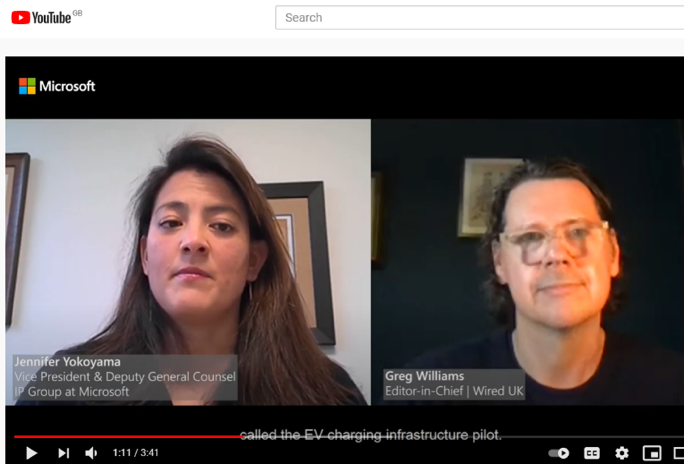 YouTube GB
Search
Microsoft
Jennifer Yokoyama
Vice President & Deputy General Counsel
IP Group at Microsoft
Greg Williams
Editor-in-Chief | Wired UK
called the EV charging infrastructure pilot.
1:11 / 3:41
CC